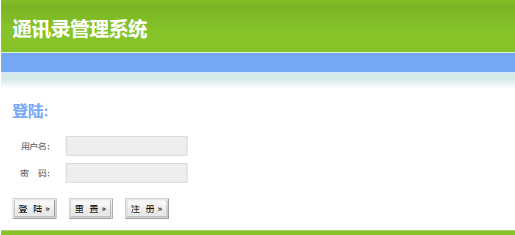 通讯录管理系统
登陆:
用户名:
密 码:
登 陆 » 重 置 » 注 册 »